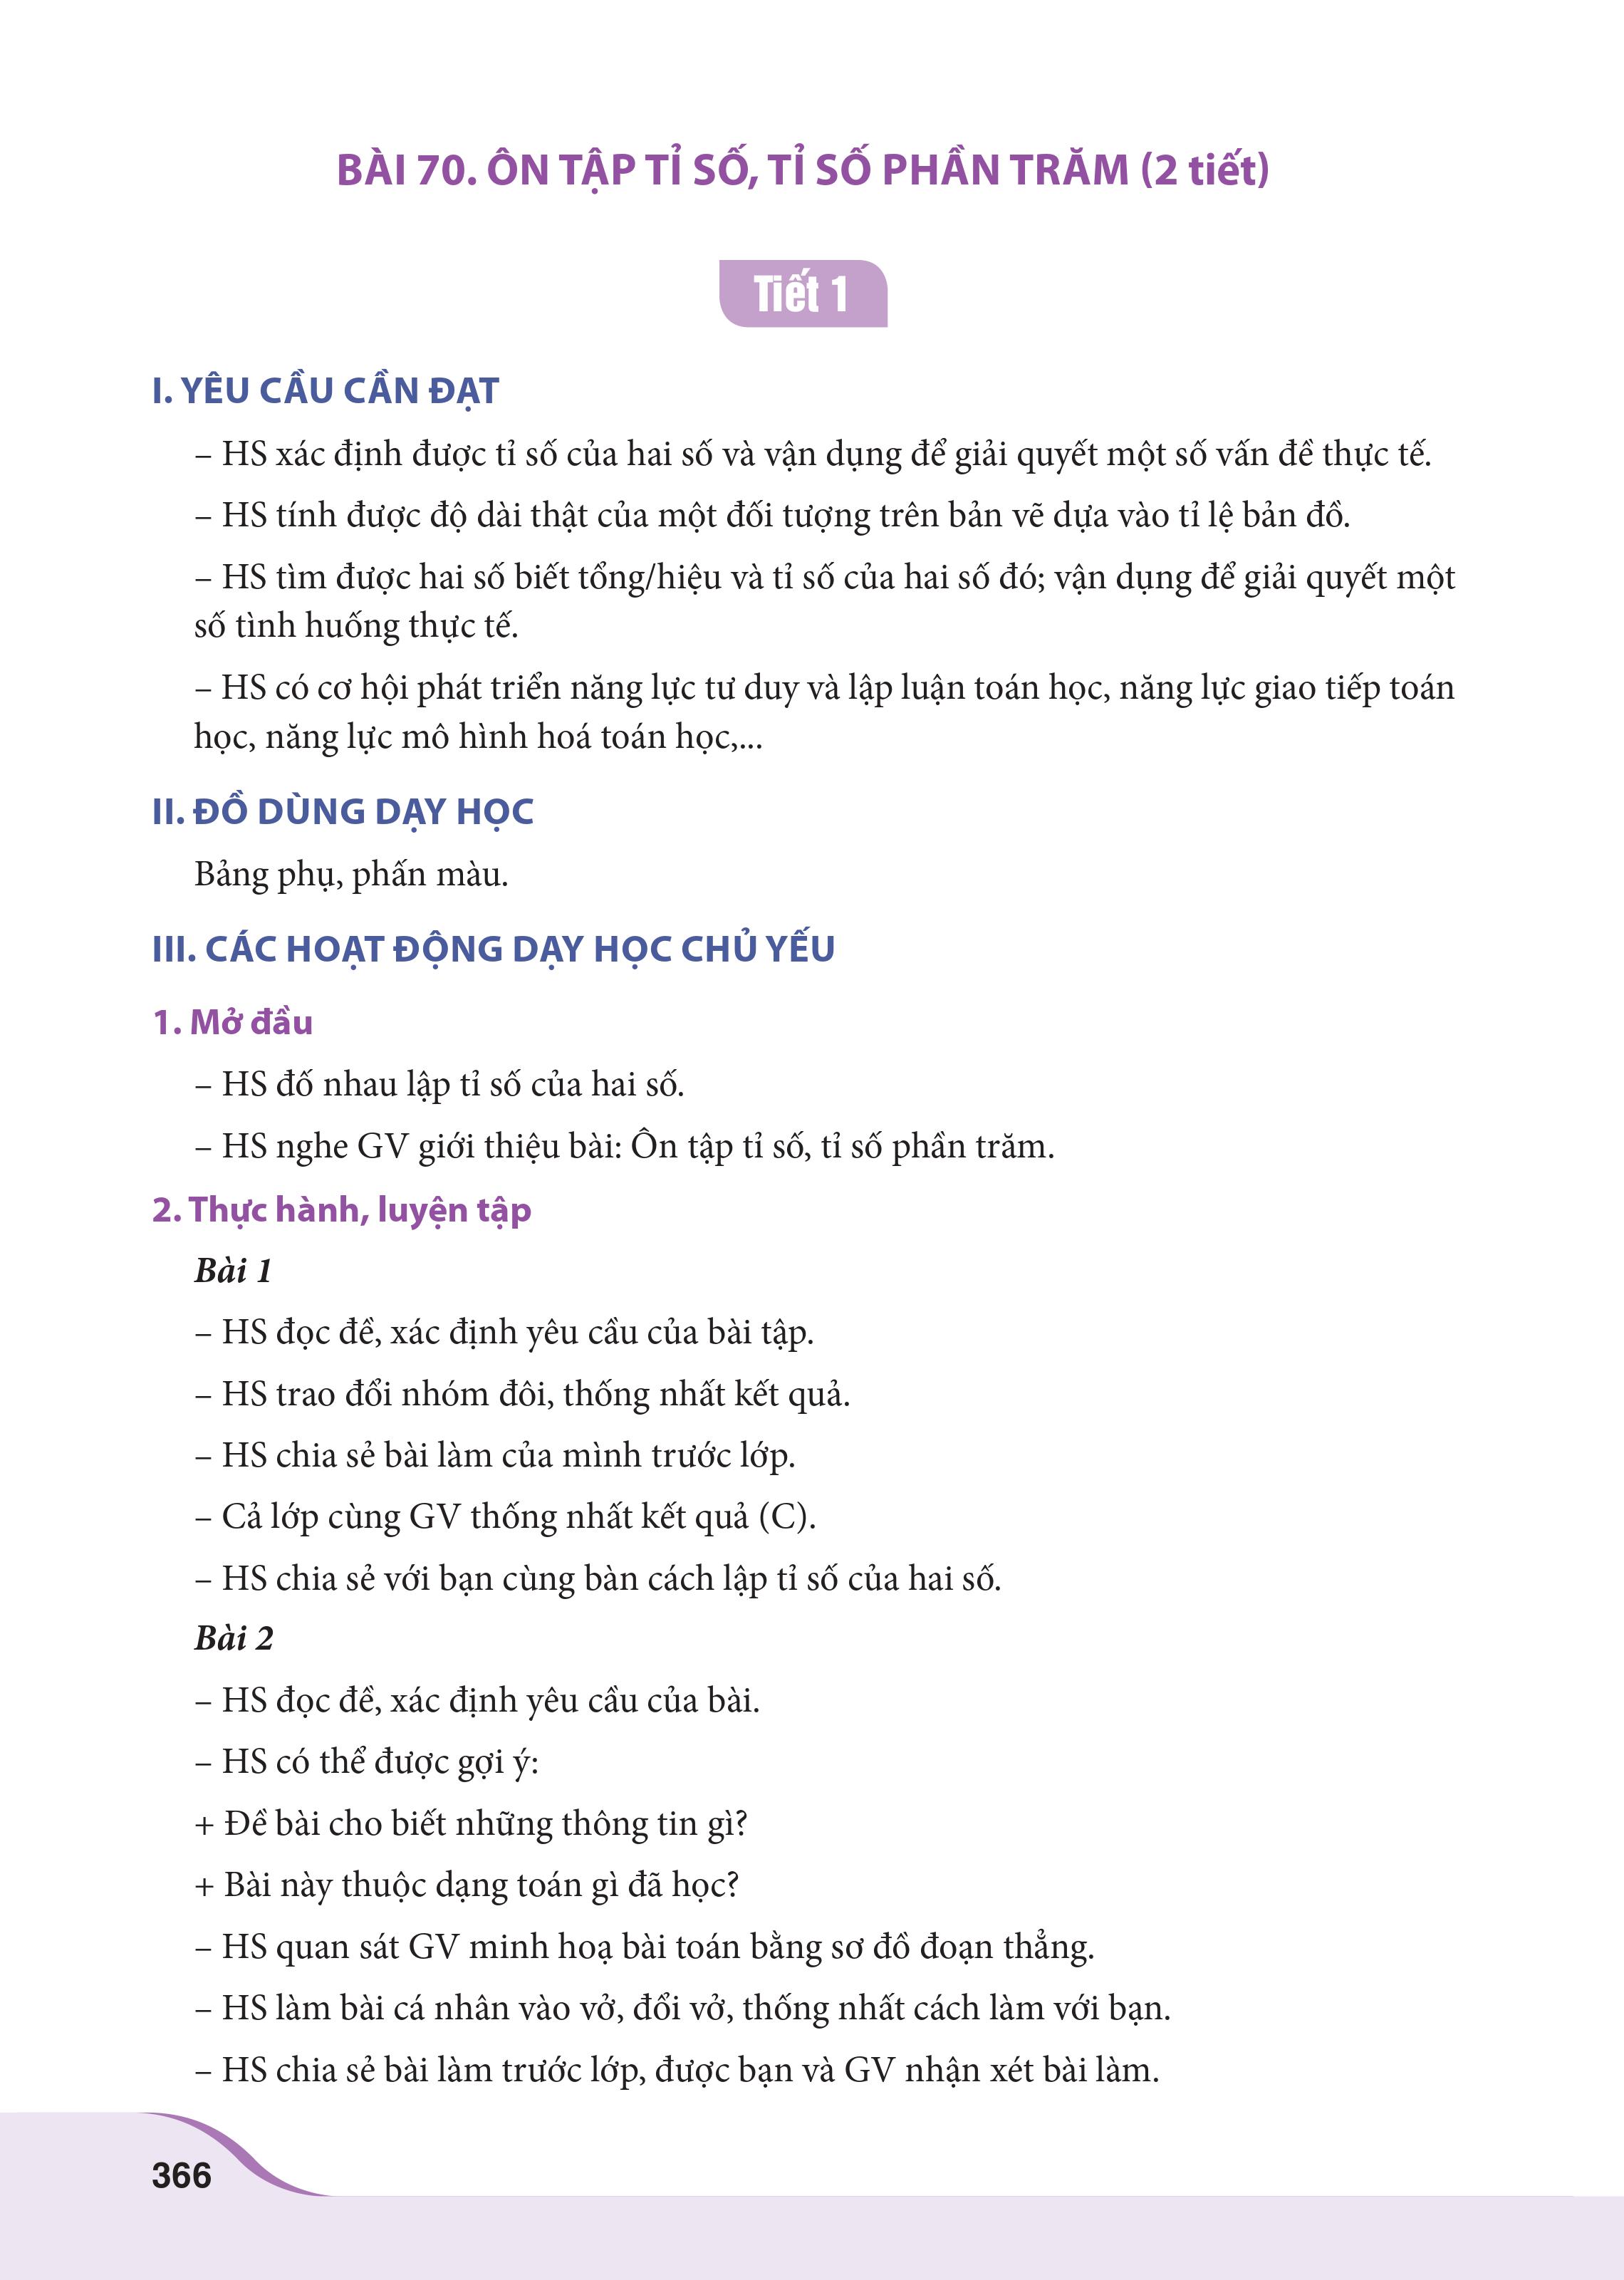 BÀI 70. ÔN TẬP TỈ SỐ, TỈ SỐ PHẦN TRĂM (2 tiết)
Tiết 1
I. YÊU CẦU CẦN ĐẠT
– HS xác định được tỉ số của hai số và vận dụng để giải quyết một số vấn đề thực tế.
– HS tính được độ dài thật của một đối tượng trên bản vẽ dựa vào tỉ lệ bản đồ.
– HS tìm được hai số biết tổng/hiệu và tỉ số của hai số đó; vận dụng để giải quyết một
số tình huống thực tế.
– HS có cơ hội phát triển năng lực tư duy và lập luận toán học, năng lực giao tiếp toán
học, năng lực mô hình hoá toán học,...
II. ĐỒ DÙNG DẠY HỌC
Bảng phụ, phấn màu.
III. CÁC HOẠT ĐỘNG DẠY HỌC CHỦ YẾU
1. Mở đầu
– HS đố nhau lập tỉ số của hai số.
– HS nghe GV giới thiệu bài: Ôn tập tỉ số, tỉ số phần trăm.
2. Thực hành, luyện tập
Bài 1
– HS đọc đề, xác định yêu cầu của bài tập.
– HS trao đổi nhóm đôi, thống nhất kết quả.
– HS chia sẻ bài làm của mình trước lớp.
– Cả lớp cùng GV thống nhất kết quả (C).
– HS chia sẻ với bạn cùng bàn cách lập tỉ số của hai số.
Bài 2
– HS đọc đề, xác định yêu cầu của bài.
– HS có thể được gợi ý:
+ Đề bài cho biết những thông tin gì?
+ Bài này thuộc dạng toán gì đã học?
– HS quan sát GV minh hoạ bài toán bằng sơ đồ đoạn thẳng.
– HS làm bài cá nhân vào vở, đổi vở, thống nhất cách làm với bạn.
– HS chia sẻ bài làm trước lớp, được bạn và GV nhận xét bài làm.
366